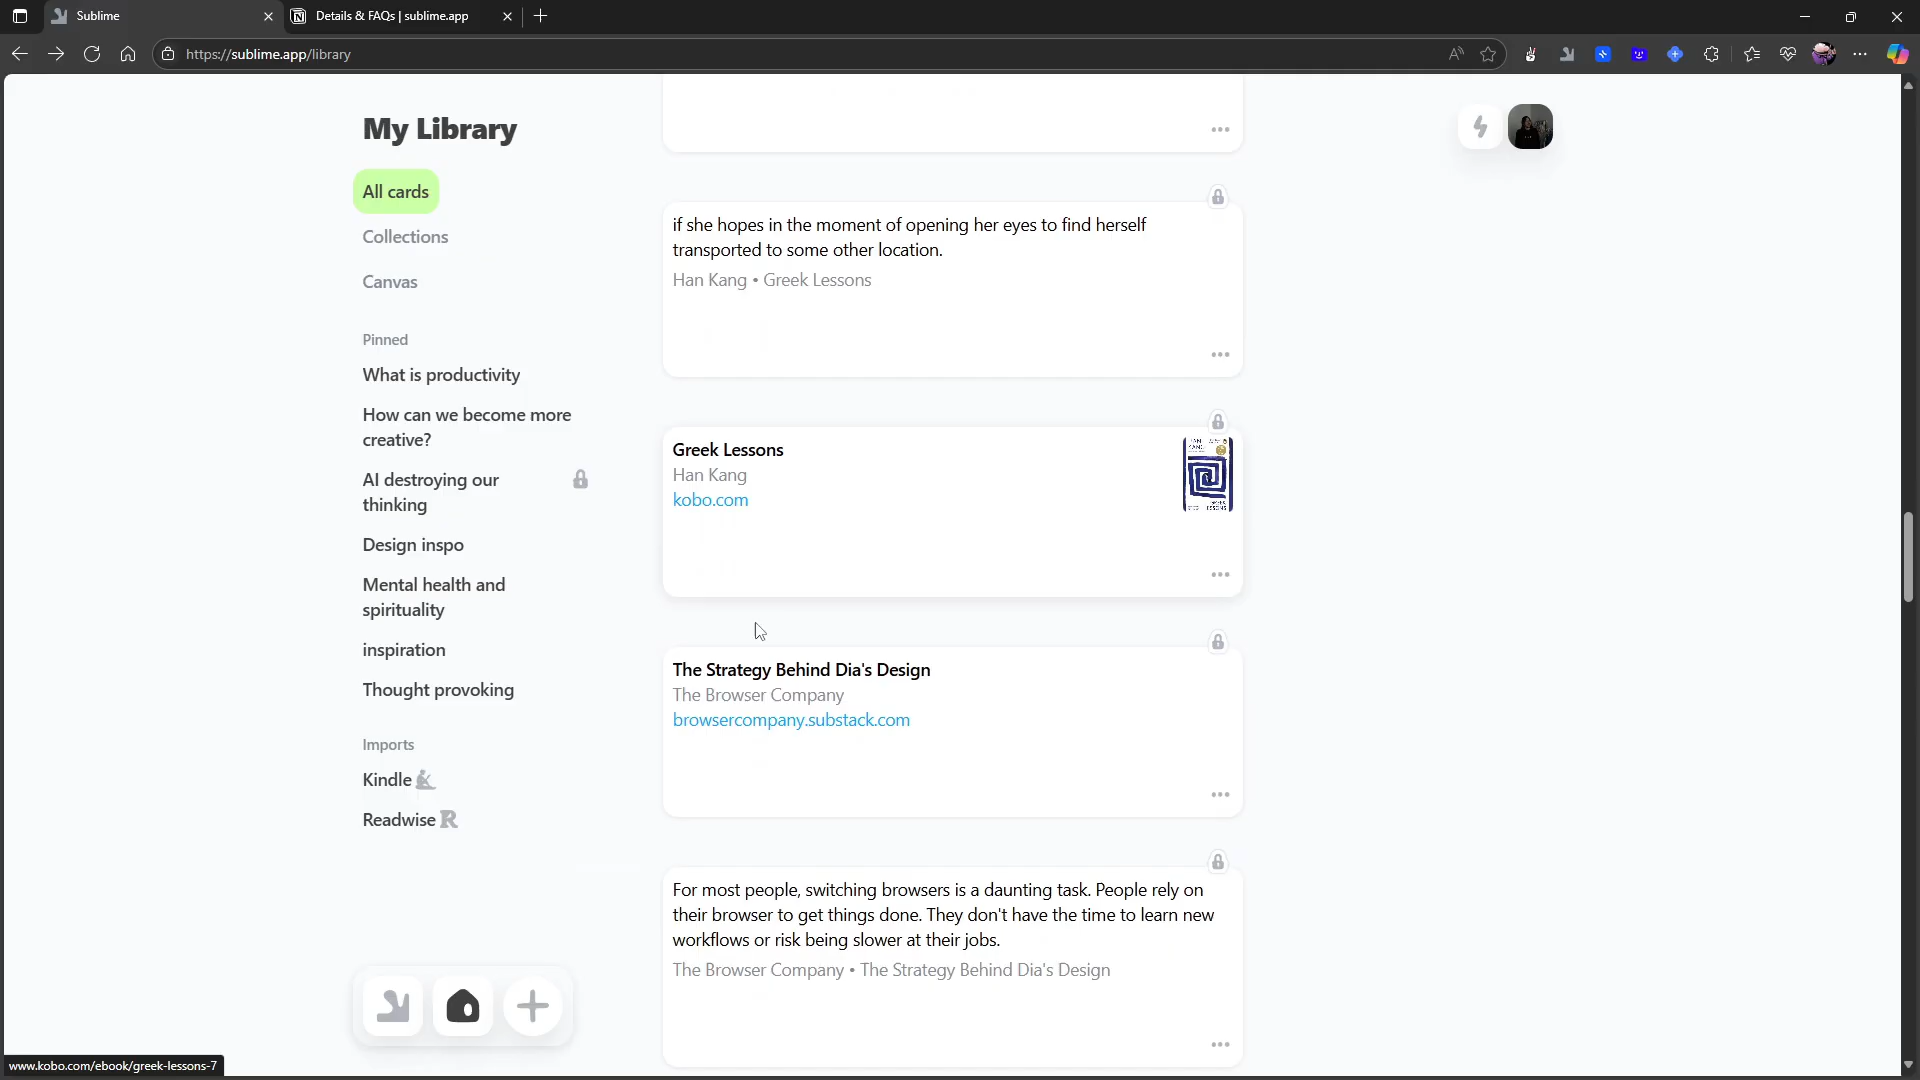 Sublime
Details & FAQs | sublime.app
https://sublime.app/library
My Library
All cards
Collections
Canvas
Pinned
What is productivity
How can we become more
creative?
AI destroying our
thinking
Design inspo
Mental health and
spirituality
inspiration
Thought provoking
Imports
Kindle
Readwise R
if she hopes in the moment of opening her eyes to find herself
transported to some other location.
Han Kang • Greek Lessons
Greek Lessons
Han Kang
kobo.com
The Strategy Behind Dia's Design
The Browser Company
browsercompany.substack.com
For most people, switching browsers is a daunting task. People rely on
their browser to get things done. They don't have the time to learn new
workflows or risk being slower at their jobs.
The Browser Company • The Strategy Behind Dia's Design
www.kobo.com/ebook/greek-lessons-7